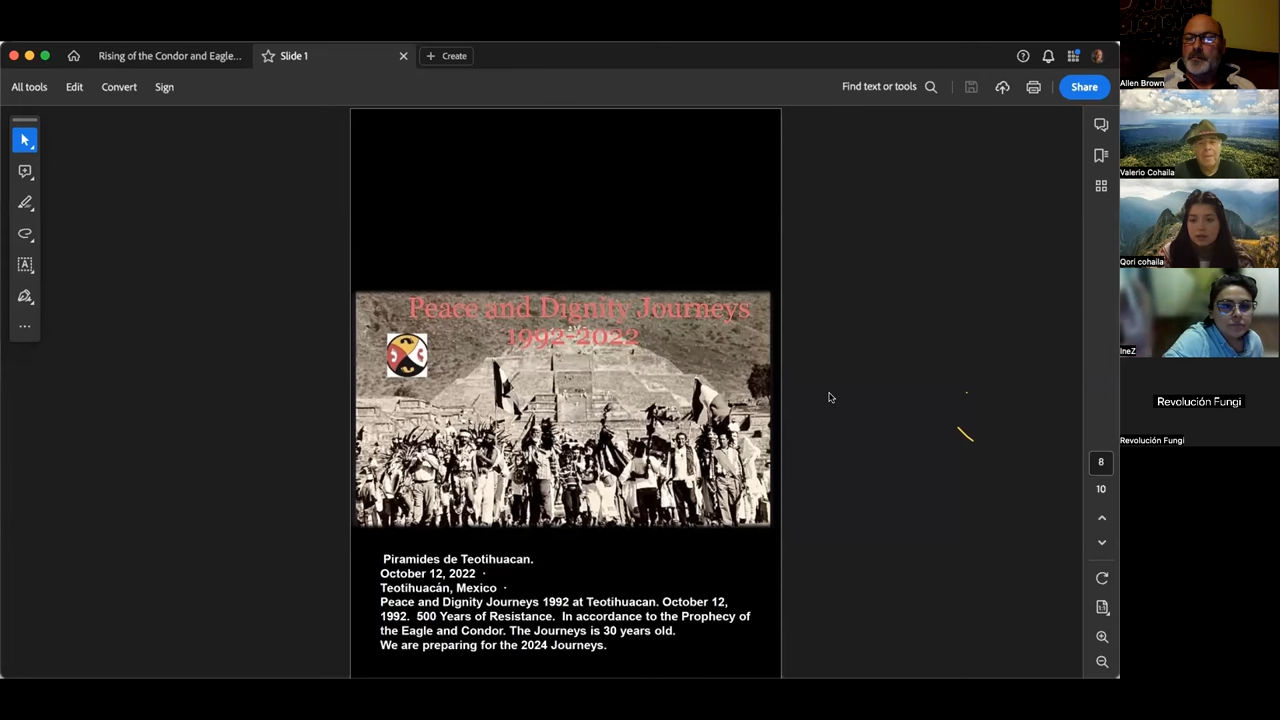 Rising of the Condor and Eagle...
Slide 1
Create
All tools
Edit
Convert
Sign
Find text or tools
Share
Peace and Dignity Journeys
1992-2022
Piramides de Teotihuacan.
October 12, 2022 ·
Teotihuacán, Mexico ·
Peace and Dignity Journeys 1992 at Teotihuacan. October 12,
1992. 500 Years of Resistance. In accordance to the Prophecy of
the Eagle and Condor. The Journeys is 30 years old.
We are preparing for the 2024 Journeys.
8
10
Allen Brown
Valerio Cohaila
Qori cohaila
IneZ
Revolución Fungi
Revolución Fungi